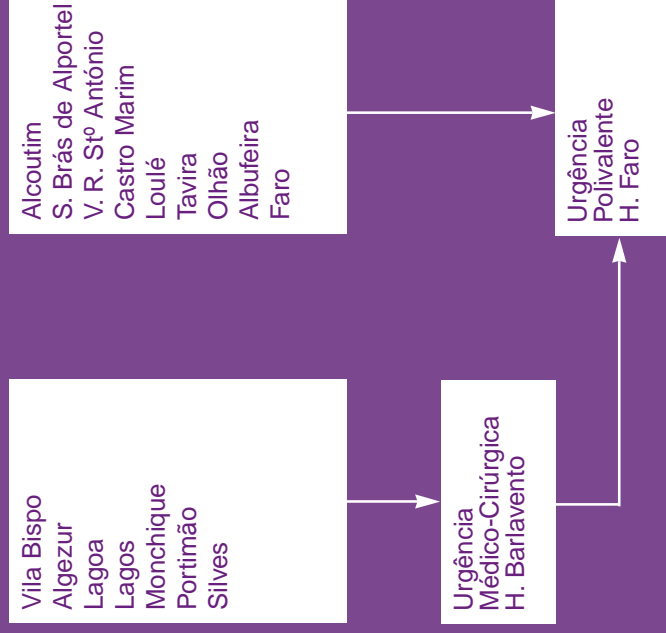 Vila Bispo
Algezur
Lagoa
Lagos
Monchique
Portimão
Silves
Alcoutim
S. Brás de Alportel
V. R. Stº António
Castro Marim
Loulé
Tavira
Olhão
Albufeira
Faro
Urgência
Médico-Cirúrgica
H. Barlavento
Urgência
Polivalente
H. Faro